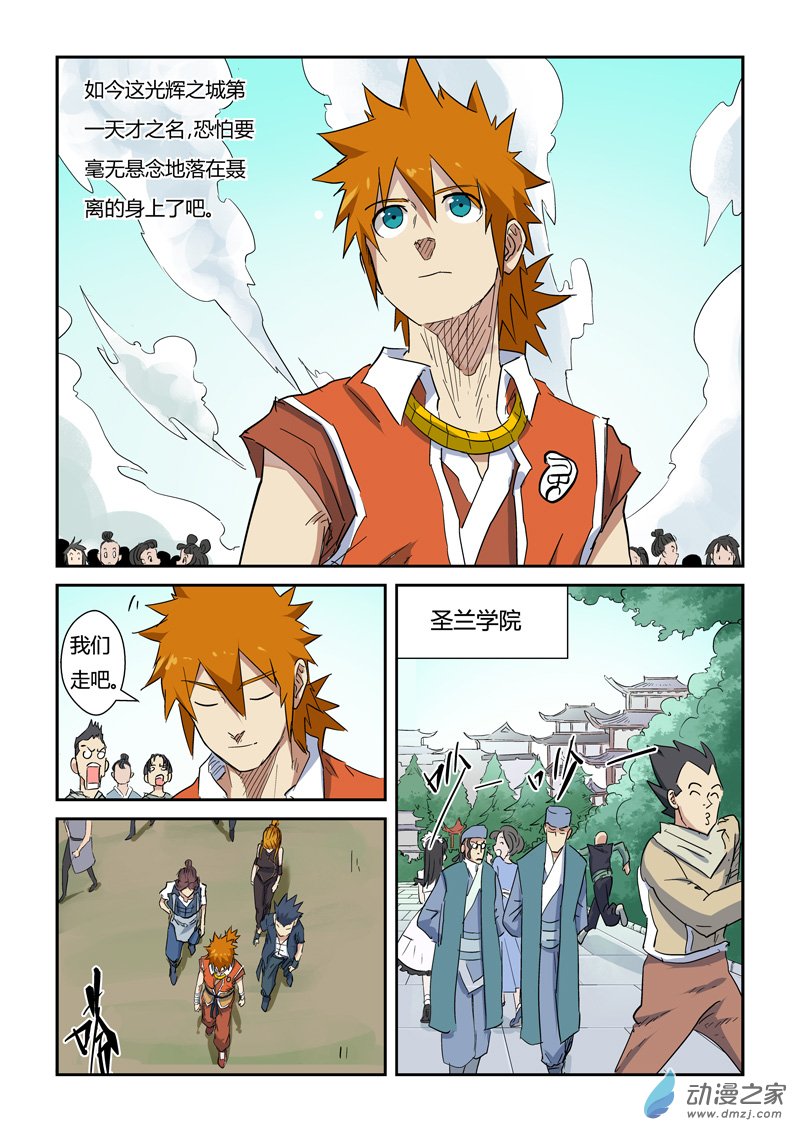 如今这光辉之城第
一天才之名,恐怕要
毫无悬念地落在聂
离的身上了吧。
我们
走吧。
圣兰学院
动漫之家
www.dmzj.com